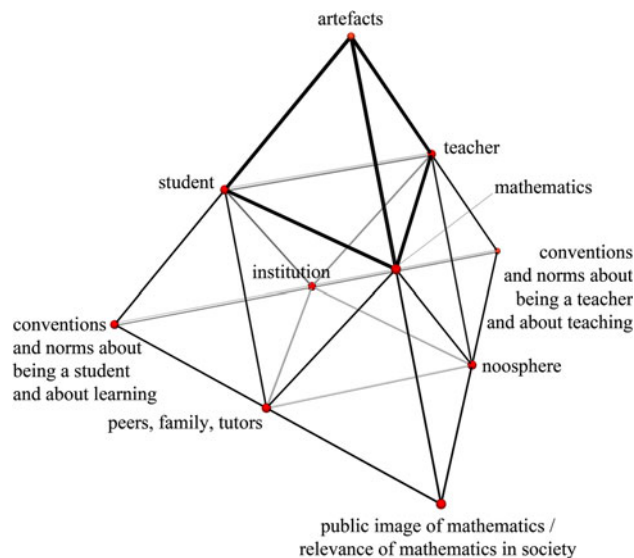 artefacts
teacher
student
mathematics
institution
conventions
and norms about
being a teacher
and about teaching
conventions
and norms about
being a student
and about learning
noosphere
peers, family, tutors
public image of mathematics /
relevance of mathematics in society